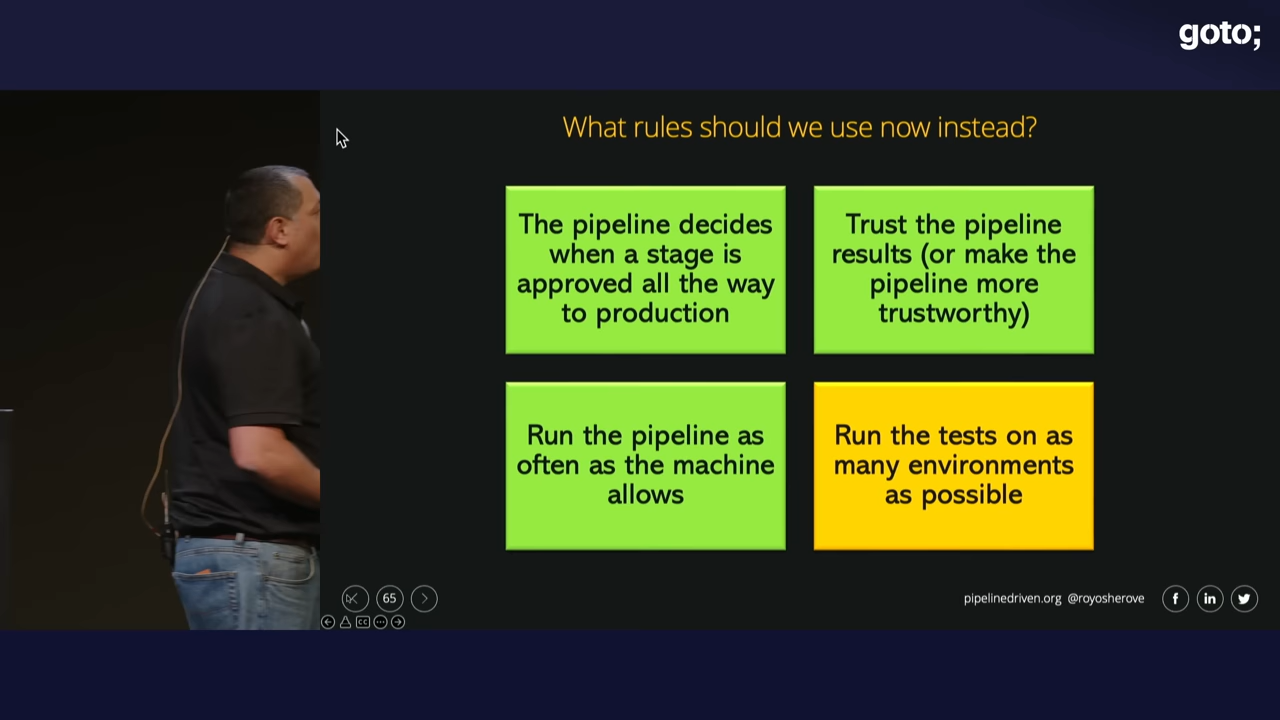 goto;
What rules should we use now instead?
The pipeline decides
when a stage is
approved all the way
to production
Trust the pipeline
results (or make the
pipeline more
trustworthy)
Run the pipeline as
often as the machine
allows
Run the tests on as
many environments
as possible
65
CC
pipelinedriven.org @royosherove
f
in